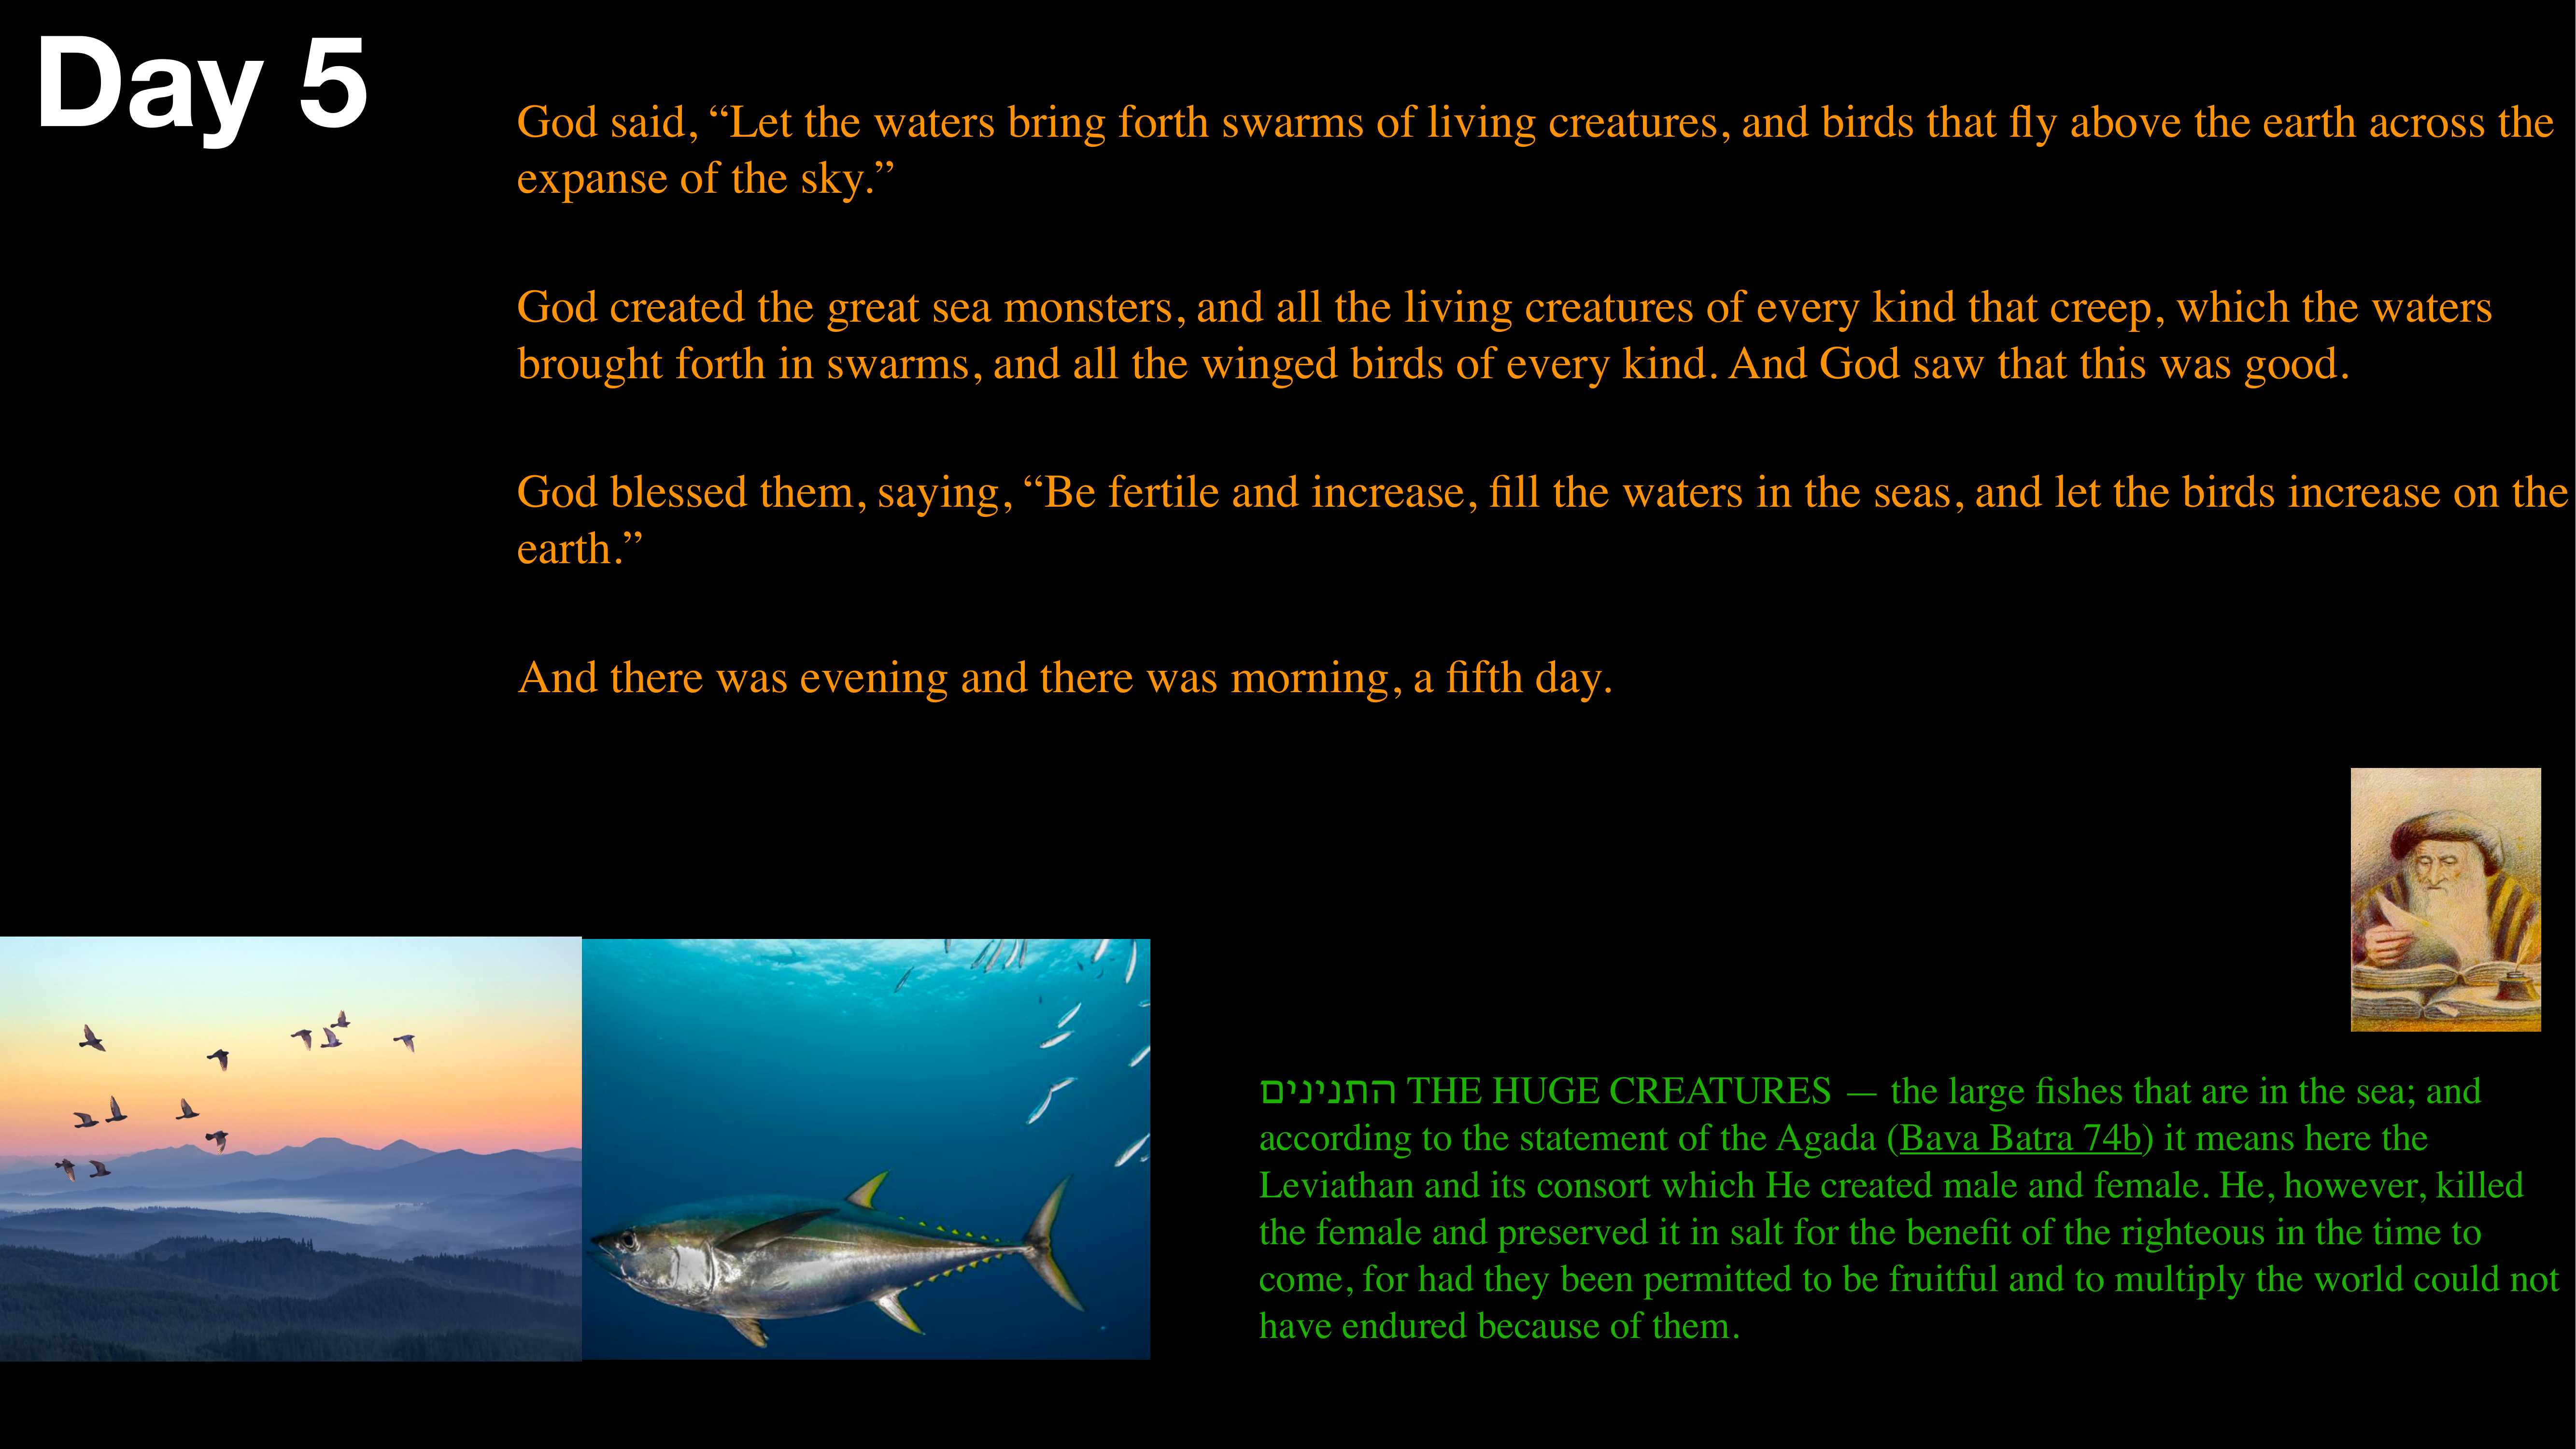 Day 5
God said, “Let the waters bring forth swarms of living creatures, and birds that fly above the earth across the
expanse of the sky.”
God created the great sea monsters, and all the living creatures of every kind that creep, which the waters
brought forth in swarms, and all the winged birds of every kind. And God saw that this was good.
God blessed them, saying, “Be fertile and increase, fill the waters in the seas, and let the birds increase on the
earth.”
And there was evening and there was morning, a fifth day.
התנינים THE HUGE CREATURES — the large fishes that are in the sea; and
according to the statement of the Agada (Bava Batra 74b) it means here the
Leviathan and its consort which He created male and female. He, however, killed
the female and preserved it in salt for the benefit of the righteous in the time to
come, for had they been permitted to be fruitful and to multiply the world could not
have endured because of them.